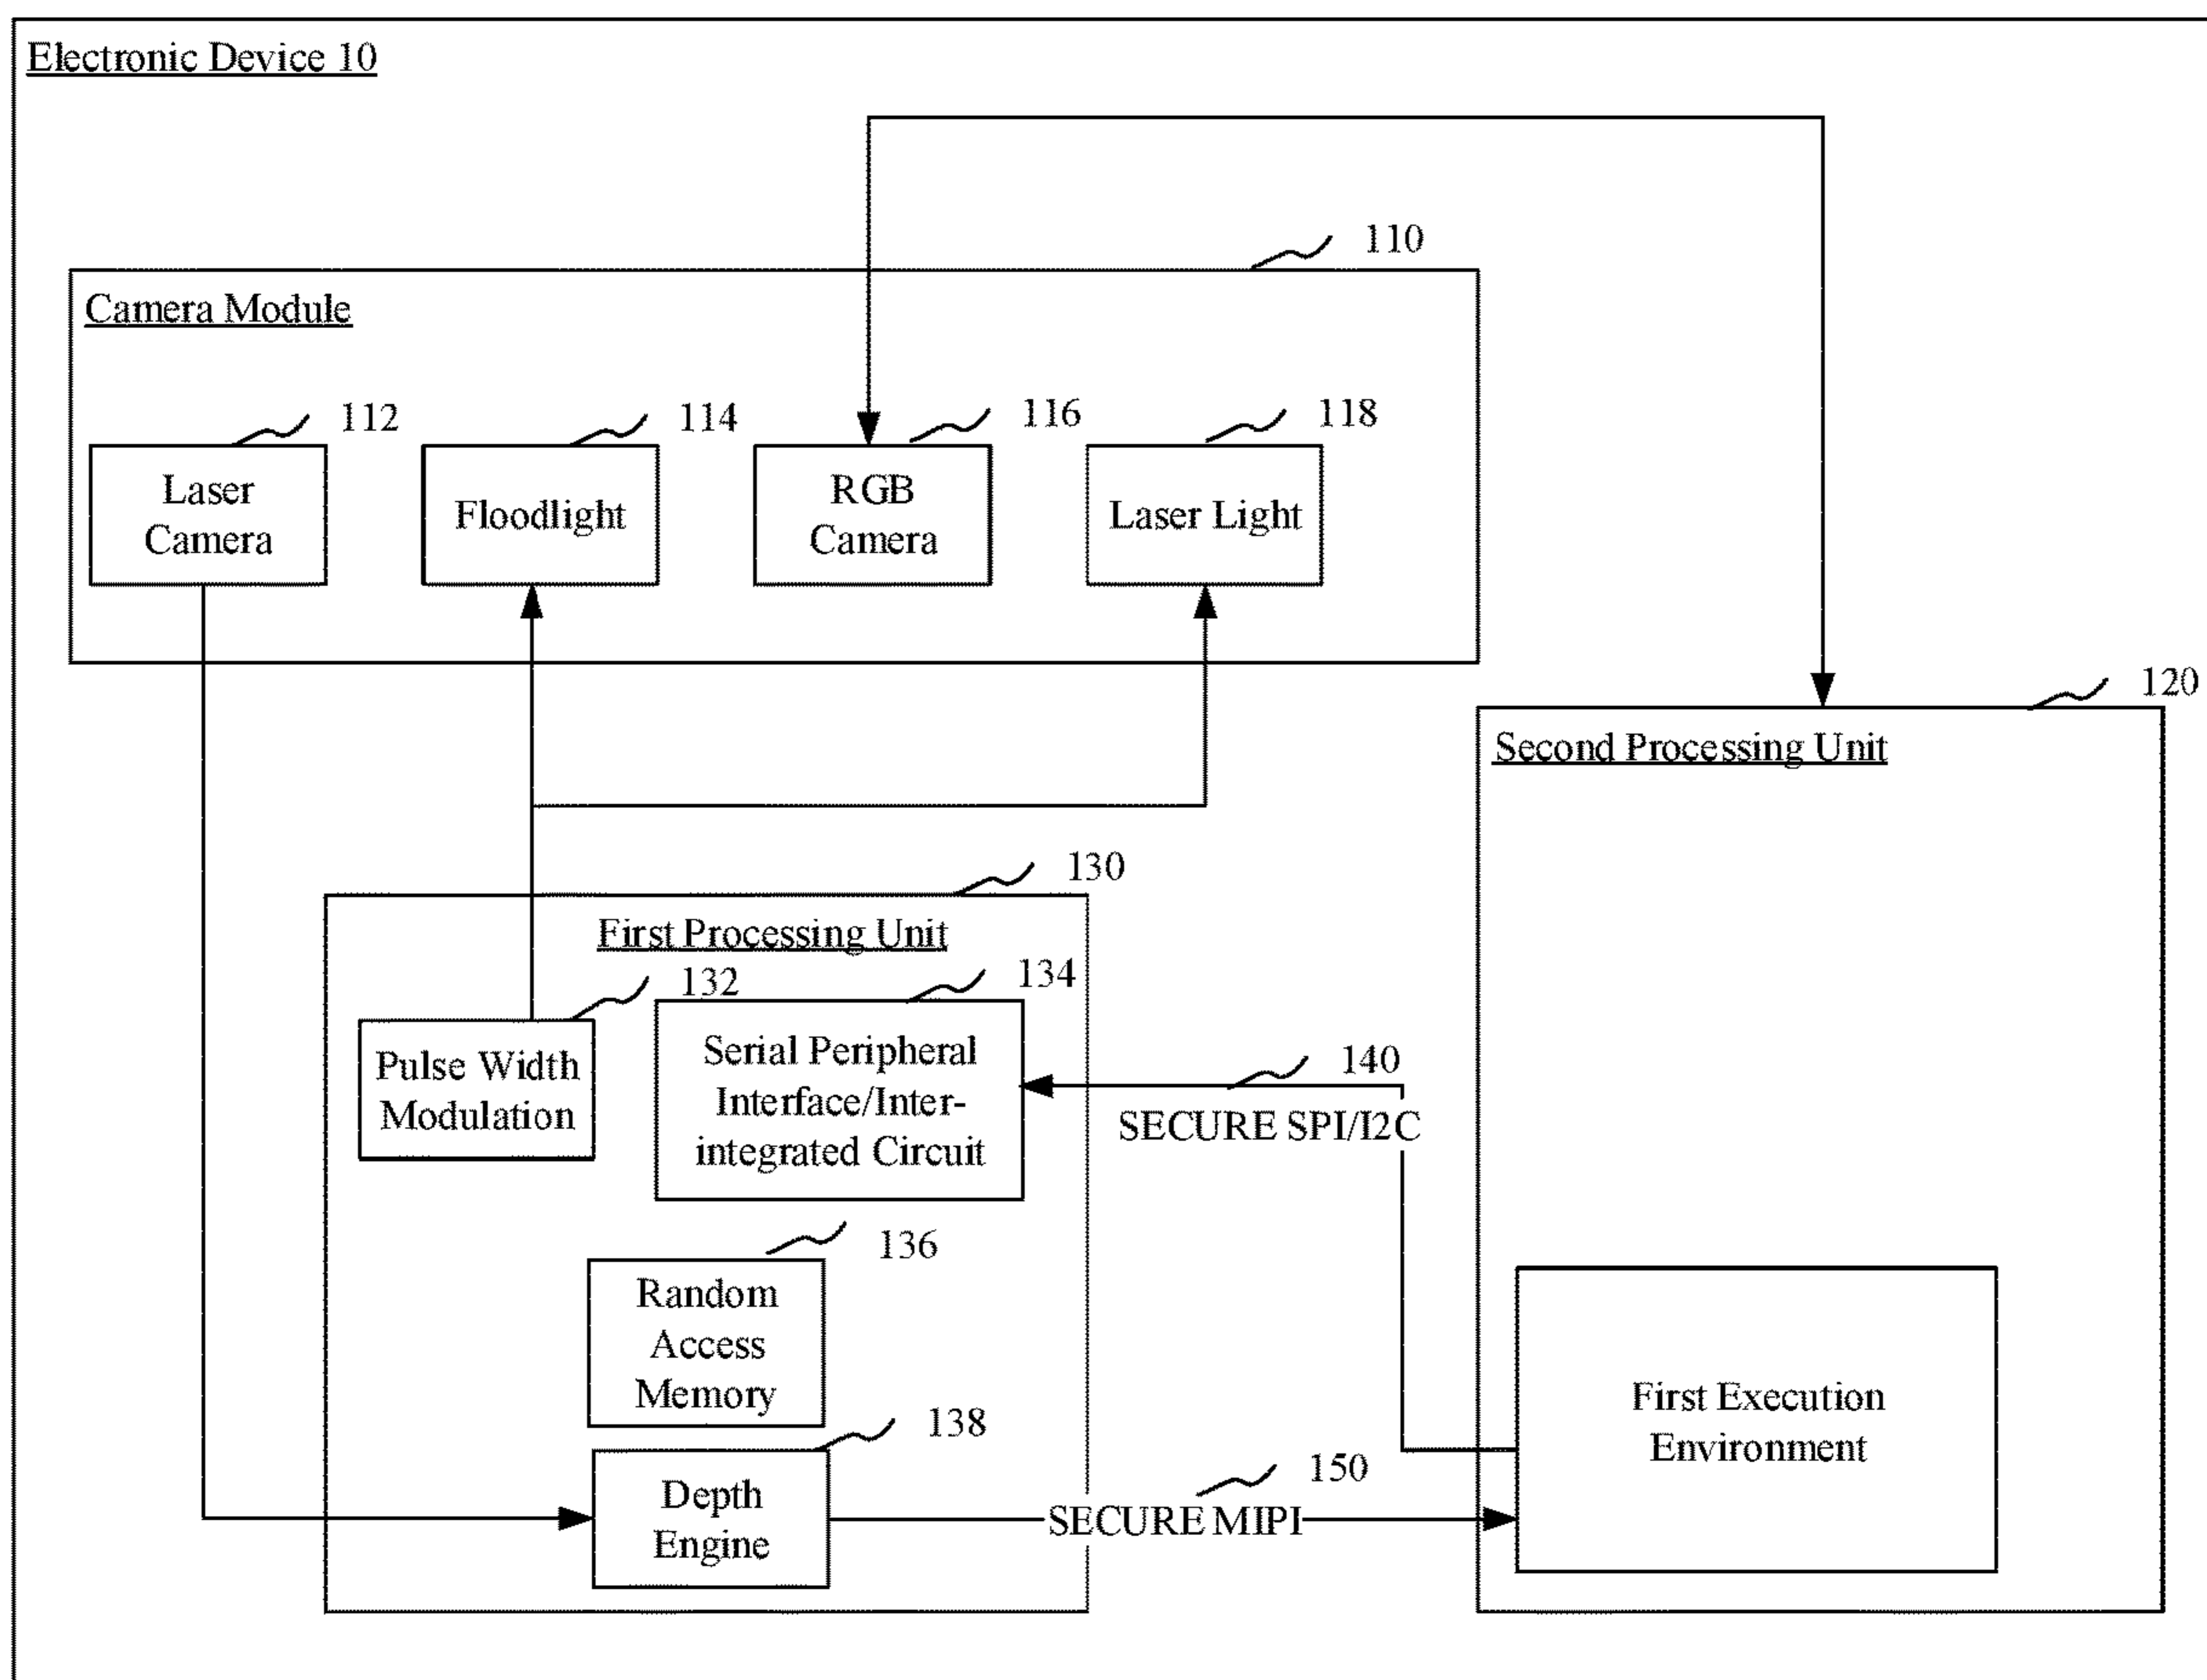 Electronic Device 10
110
Camera Module
112
114
116
118
Laser
Camera
Floodlight
RGB
Camera
Laser Light
120
Second Processing Unit
130
First Processing Unit
132
134
Pulse Width
Modulation
Serial Peripheral
Interface/Inter-
integrated Circuit
140
SECURE SPI/I2C
136
Random
Access
Memory
138
Depth
Engine
150
SECURE MIPI
First Execution
Environment